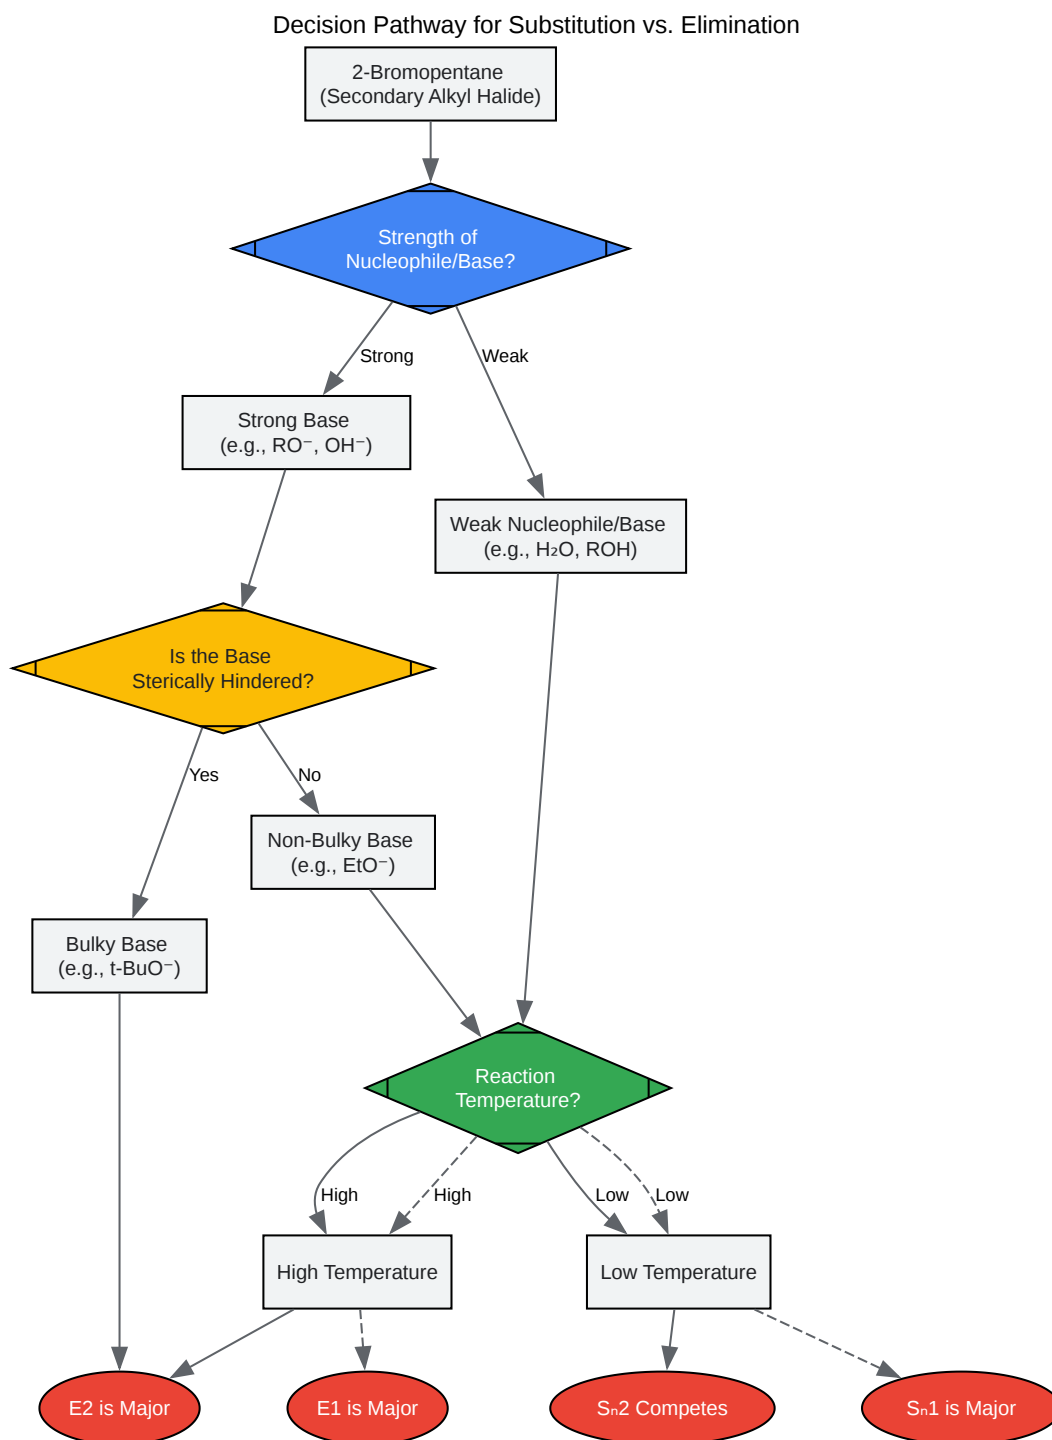 Decision Pathway for Substitution vs. Elimination
2-Bromopentane
(Secondary Alkyl Halide)
Strength of
Nucleophile/Base?
Strong
Weak
Strong Base
(e.g., RO⁻, OH⁻)
Weak Nucleophile/Base
(e.g., H₂O, ROH)
Is the Base
Sterically Hindered?
Yes
No
Non-Bulky Base
(e.g., EtO⁻)
Bulky Base
(e.g., t-BuO⁻)
Reaction
Temperature?
High
High
Low
Low
High Temperature
Low Temperature
E2 is Major
E1 is Major
Sₙ2 Competes
Sₙ1 is Major